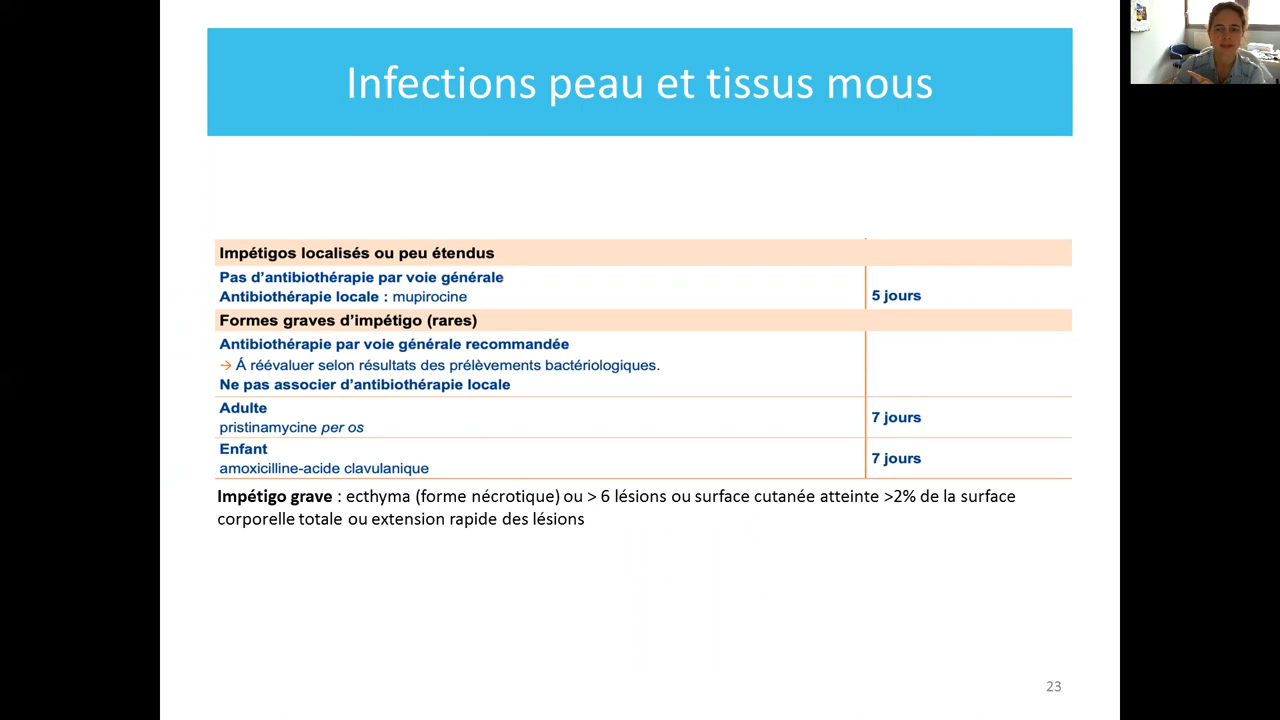 Infections peau et tissus mous
Impétigos localisés ou peu étendus
Pas d'antibiothérapie par voie générale
Antibiothérapie locale : mupirocine
5 jours
Formes graves d'impétigo (rares)
Antibiothérapie par voie générale recommandée
→ Á réévaluer selon résultats des prélèvements bactériologiques.
Ne pas associer d'antibiothérapie locale
Adulte
pristinamycine per os
7 jours
Enfant
amoxicilline-acide clavulanique
7 jours
Impétigo grave : ecthyma (forme nécrotique) ou > 6 lésions ou surface cutanée atteinte >2% de la surface
corporelle totale ou extension rapide des lésions
23